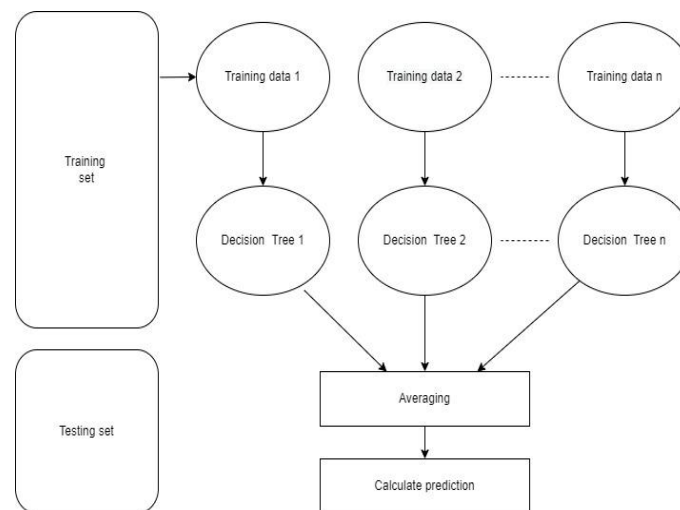 Training
set
Training data 1
Training data 2
Training data n
Decision Tree 1
Decision Tree 2
Decision Tree n
Averaging
Testing set
Calculate prediction